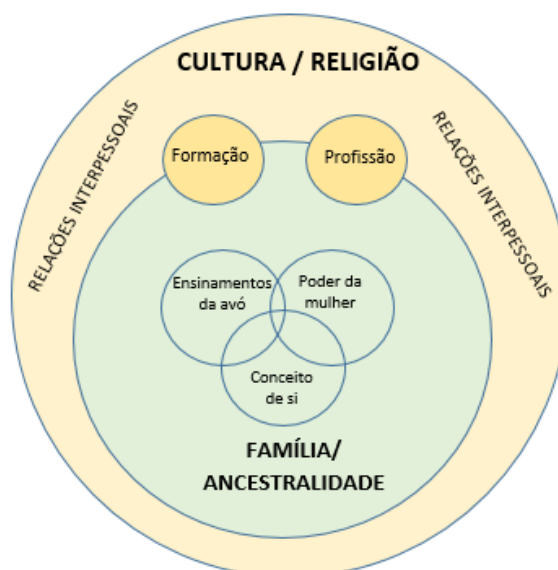 CULTURA / RELIGIÃO
RELAÇÕES INTERPESSOAIS
RELAÇÕES INTERPESSOAIS
Formação
Profissão
Ensinamentos
da avó
Poder da
mulher
Conceito
de si
FAMÍLIA/
ANCESTRALIDADE